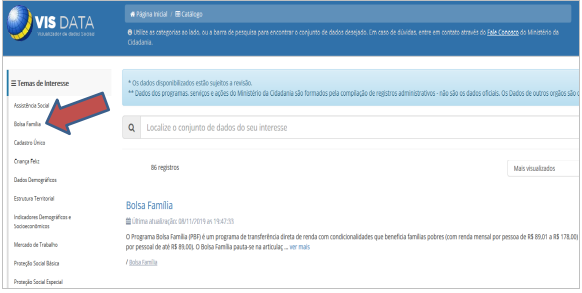 VIS DATA
Visualizador de dados Social
Página Inicial / Catálogo
Utilize as categorias ao lado, ou a barra de pesquisa para encontrar o conjunto de dados desejado. Em caso de dúvidas, entre em contato através do Fale Conosco do Ministério da
Cidadania.
Temas de Interesse
Assistência Social
Bolsa Família
Cadastro Único
Criança Feliz
Dados Demográficos
Estrutura Territorial
Indicadores Demográficos e
Socioeconômicos
Mercado de Trabalho
Proteção Social Básica
Proteção Social Especial
* Os dados disponibilizados estão sujeitos a revisão.
** Dados dos programas, serviços e ações do Ministério da Cidadania são formados pela compilação de registros administrativos - não são os dados oficiais. Os Dados de outros orgãos são
Localize o conjunto de dados do seu interesse
86 registros
Mais visualizados
Bolsa Família
Última atualização: 08/11/2019 as 19:47:33
O Programa Bolsa Família (PBF) é um programa de transferência direta de renda com condicionalidades que beneficia famílias pobres (com renda mensal por pessoa de R$ 89,01 a R$ 178,00)
por pessoal de até R$ 89,00). O Bolsa Família pauta-se na articulaç ... ver mais
/ Bolsa Família